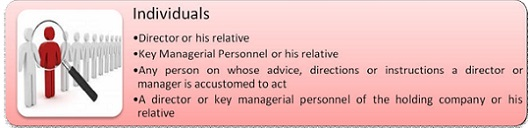 Individuals
•Director or his relative
•Key Managerial Personnel or his relative
•Any person on whose advice, directions or instructions a director or
manager is accustomed to act
•A director or key managerial personnel of the holding company or his
relative